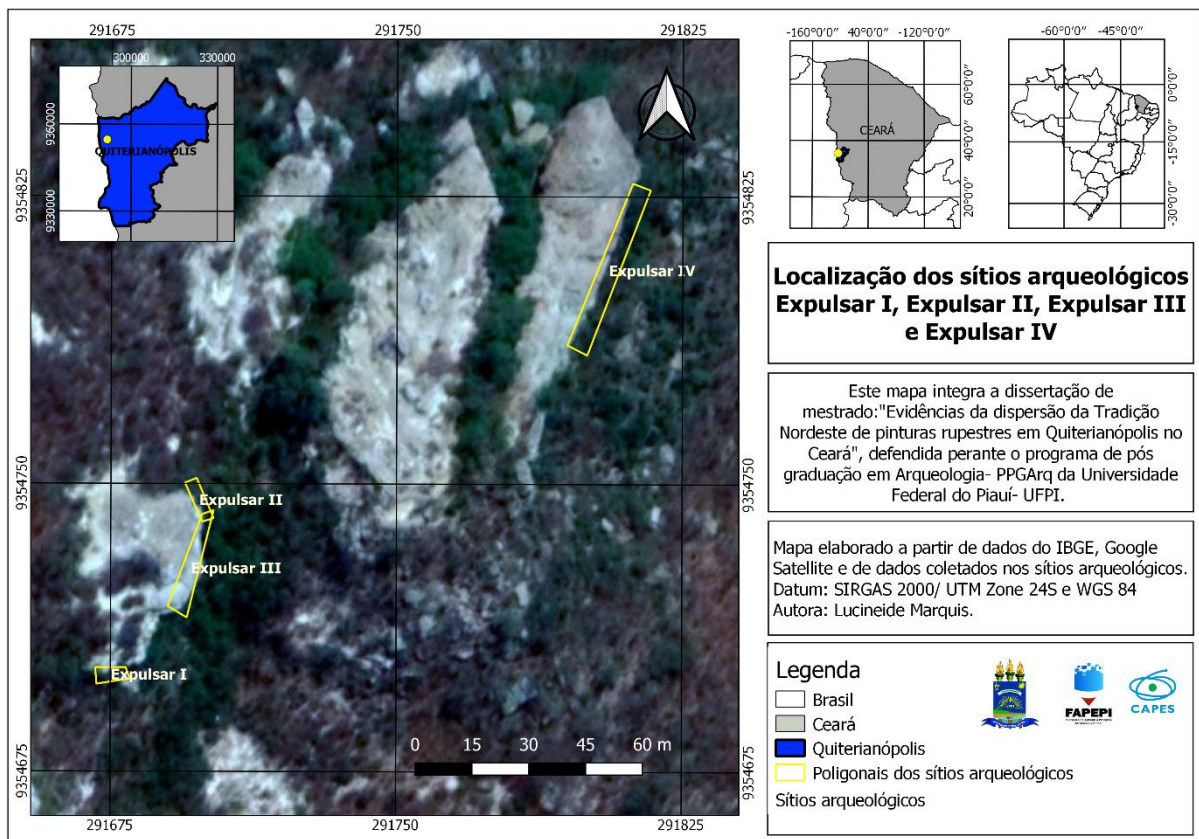 291675
291750
291825
300000
330000
9360000
9330000
QUITERIANÓPOLIS
9354825
9354825
Expulsar IV
9354750
9354750
Expulsar II
Expulsar III
Expulsar I
0
15
30
45
60 m
9354675
9354675
291675
291750
291825
-160°0'0"
40°0'0"
-120°0'0"
CEARÁ
60°0'0"
40°0'0"
20°0'0"
-60°0'0"
-45°0'0"
0°0'0"
-15°0'0"
-30°0'0"
Localização dos sítios arqueológicos
Expulsar I, Expulsar II, Expulsar III
e Expulsar IV
Este mapa integra a dissertação de
mestrado:"Evidências da dispersão da Tradição
Nordeste de pinturas rupestres em Quiterianópolis no
Ceará", defendida perante o programa de pós
graduação em Arqueologia- PPGArq da Universidade
Federal do Piauí- UFPI.
Mapa elaborado a partir de dados do IBGE, Google
Satellite e de dados coletados nos sítios arqueológicos.
Datum: SIRGAS 2000/ UTM Zone 24S e WGS 84
Autora: Lucineide Marquis.
Legenda
Brasil
Ceará
Quiterianópolis
Poligonais dos sítios arqueológicos
Sítios arqueológicos
FAPEPI
CAPES